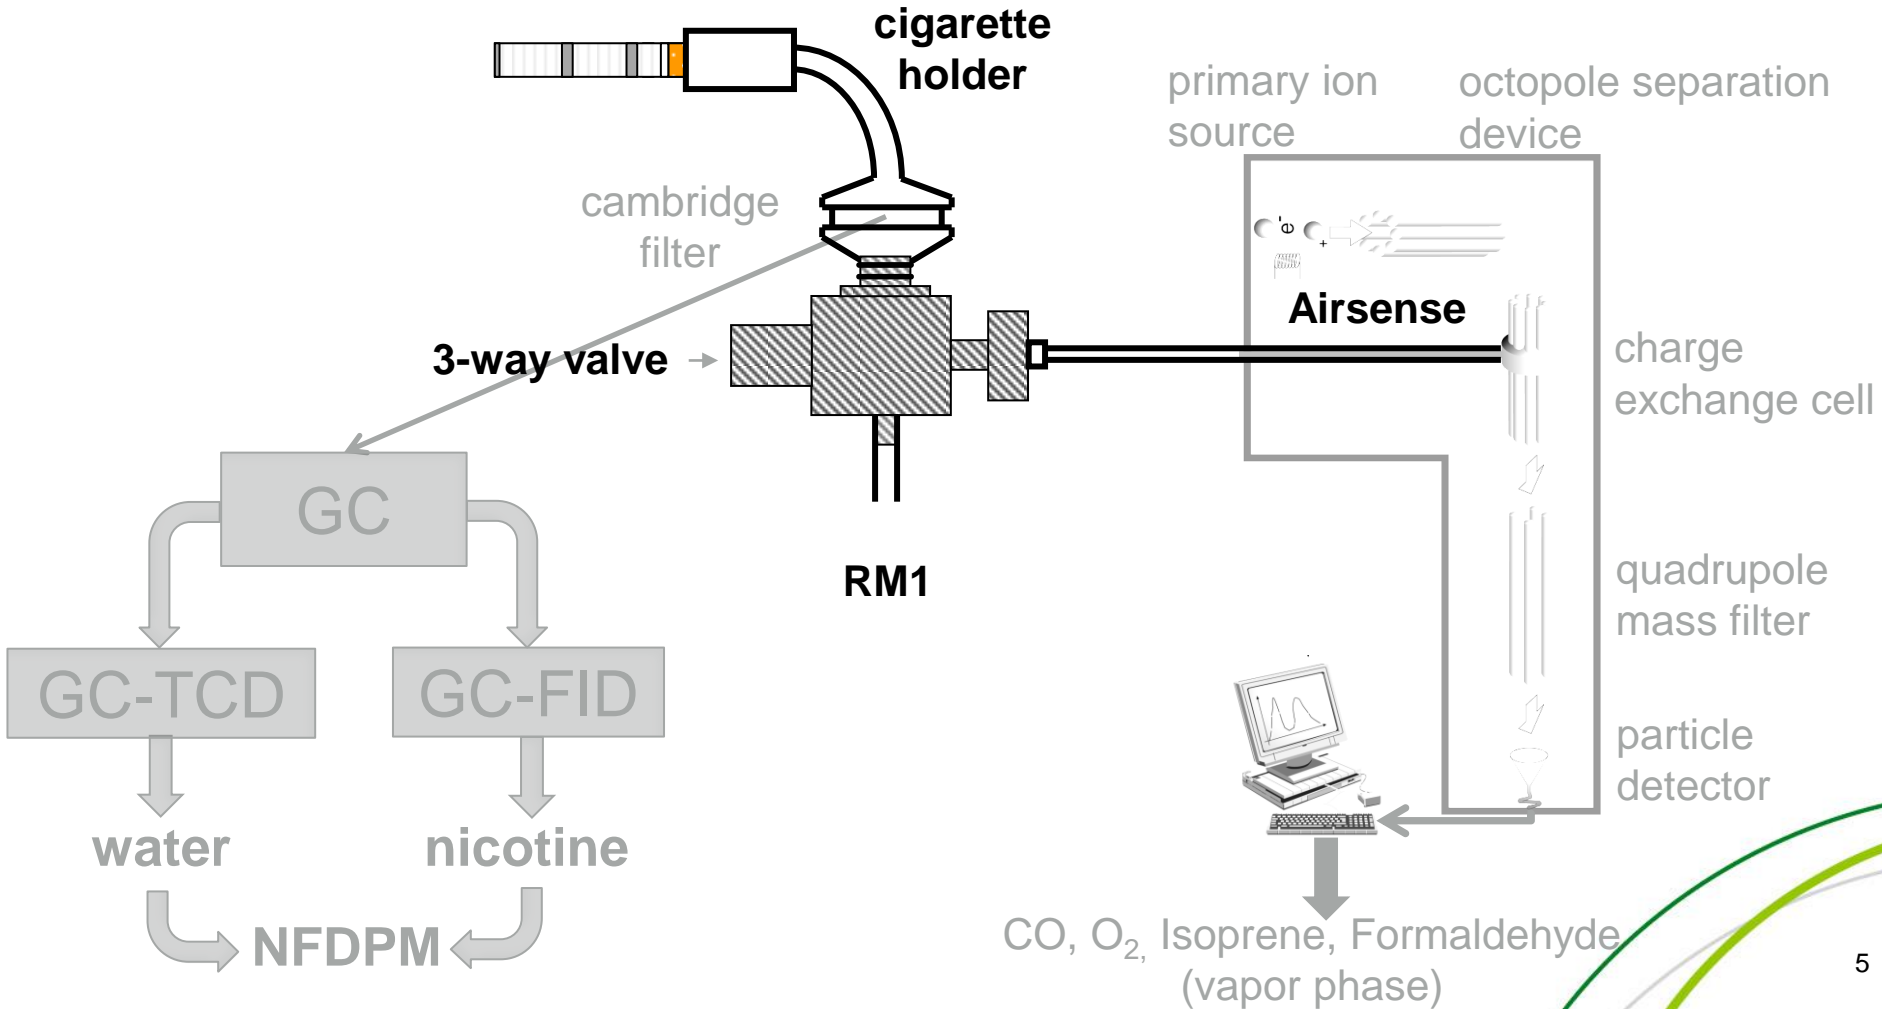 cigarette
holder
primary ion
source
octopole separation
device
cambridge
filter
e-
+
Airsense
3-way valve
charge
exchange cell
GC
RM1
quadrupole
mass filter
GC-TCD
GC-FID
particle
detector
water
nicotine
NFDPM
CO, O2, Isoprene, Formaldehyde
(vapor phase)
5